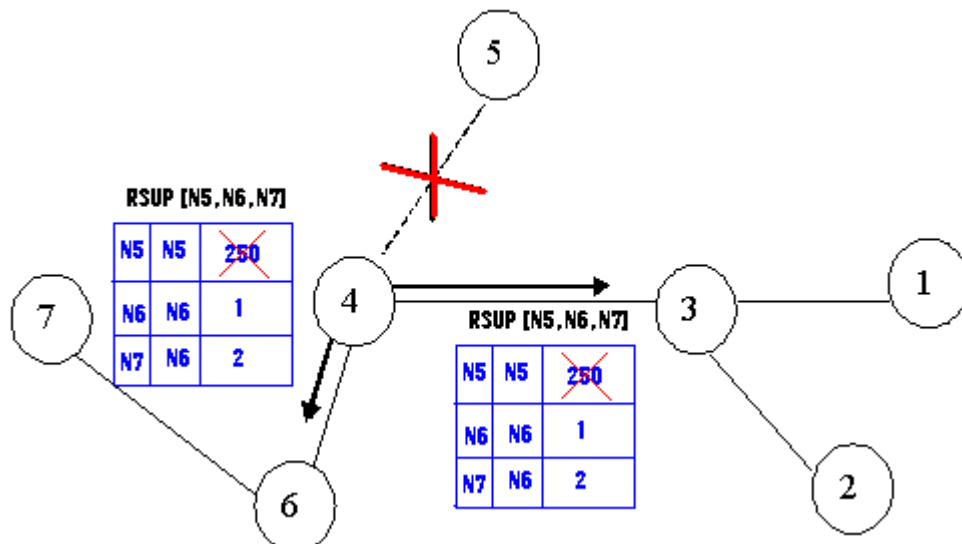 5
RSUP [N5,N6,N7]
N5 N5 250
N6 N6 1
N7 N6 2
7
4
3
1
RSUP [N5,N6,N7]
N5 N5 250
N6 N6 1
N7 N6 2
6
2